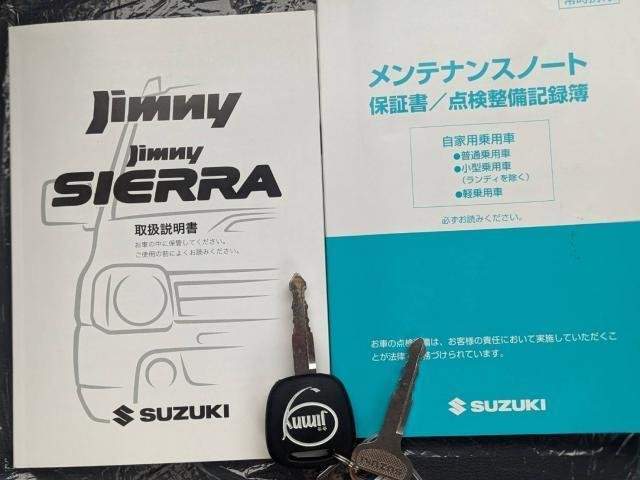 Jimny
Jimny
SIERRA
取扱説明書
お車の中に保管してください。
ご使用の前によくお読みください。
SUZUKI
メンテナンスノート
保証書／点検整備記録簿
自家用乗用車
●普通乗用車
●小型乗用車
（ランディを除く）
●軽乗用車
必ずお読みください。
お車の点検 備は、お客様の責任において実施していただくこ
とが法律 務づけられています。
SUZUKI
Jimny
SUZUKI